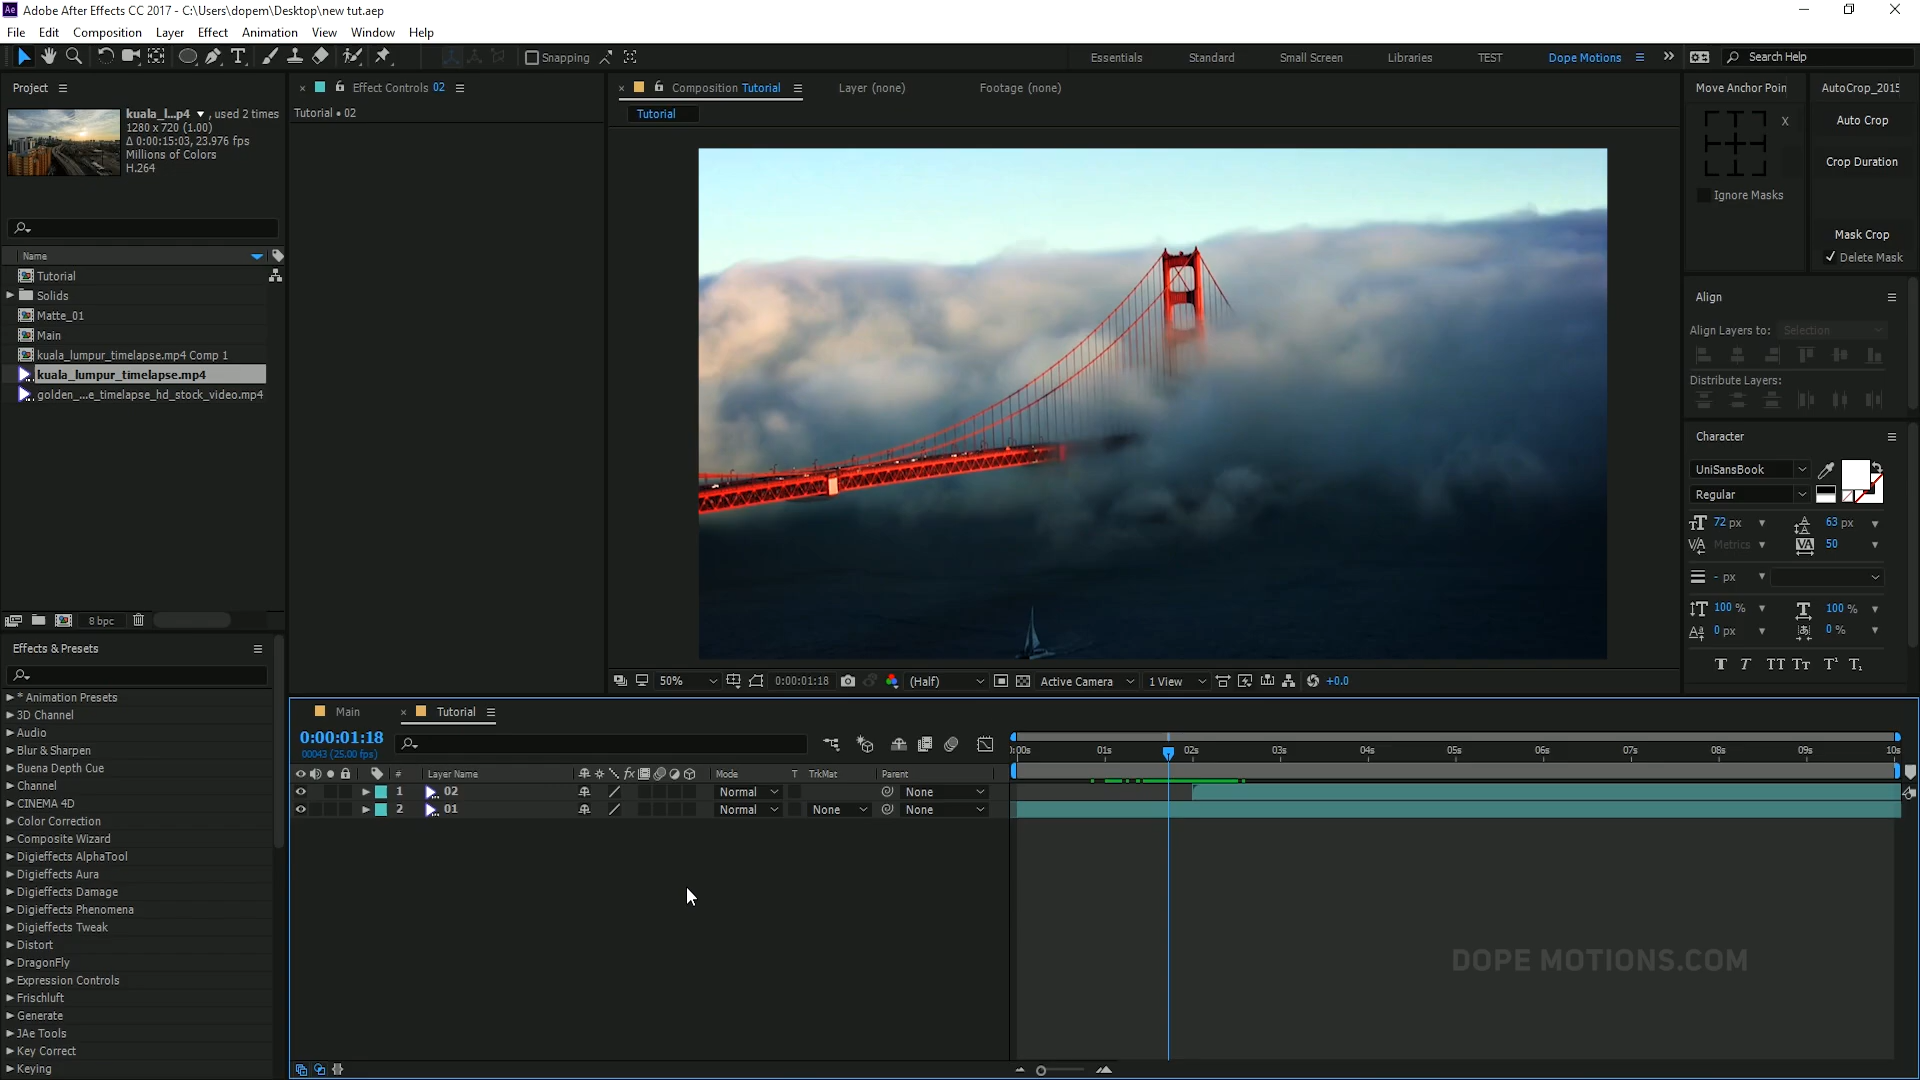 Adobe After Effects CC 2017 - C:\Users\dopem\Desktop\new tut.aep
File Edit Composition Layer Effect Animation View Window Help
Snapping
Essentials Standard Small Screen Libraries TEST Dope Motions Search Help
Project
kuala_l...p4 , used 2 times
1280 x 720 (1.00)
Δ 0:00:15:03, 23.976 fps
Millions of Colors
H.264
Name
Tutorial
Solids
Matte_01
Main
kuala_lumpur_timelapse.mp4 Comp 1
kuala_lumpur_timelapse.mp4
golden_...e_timelapse_hd_stock_video.mp4
8 bpc
Effects & Presets
* Animation Presets
3D Channel
Audio
Blur & Sharpen
Buena Depth Cue
Channel
CINEMA 4D
Color Correction
Composite Wizard
Digieffects AlphaTool
Digieffects Aura
Digieffects Damage
Digieffects Phenomena
Digieffects Tweak
Distort
DragonFly
Expression Controls
Frischluft
Generate
JAe Tools
Key Correct
Keying
Effect Controls 02
Tutorial • 02
Composition Tutorial Layer (none) Footage (none)
Tutorial
50% 0:00:01:18 (Half) Active Camera 1 View +0.0
Move Anchor Poin
X
Ignore Masks
AutoCrop_2015
Auto Crop
Crop Duration
Mask Crop
Delete Mask
Align
Align Layers to: Selection
Distribute Layers:
Character
UniSansBook
Regular
72 px 63 px
Metrics 50
- px
100 % 100 %
0 px 0 %
Main Tutorial
0:00:01:18
00043 (25.00 fps)
# Layer Name Mode T TrkMat Parent
1 02 Normal None
2 01 Normal None None
:00s 01s 02s 03s 04s 05s 06s 07s 08s 09s 10s
DOPE MOTIONS.COM